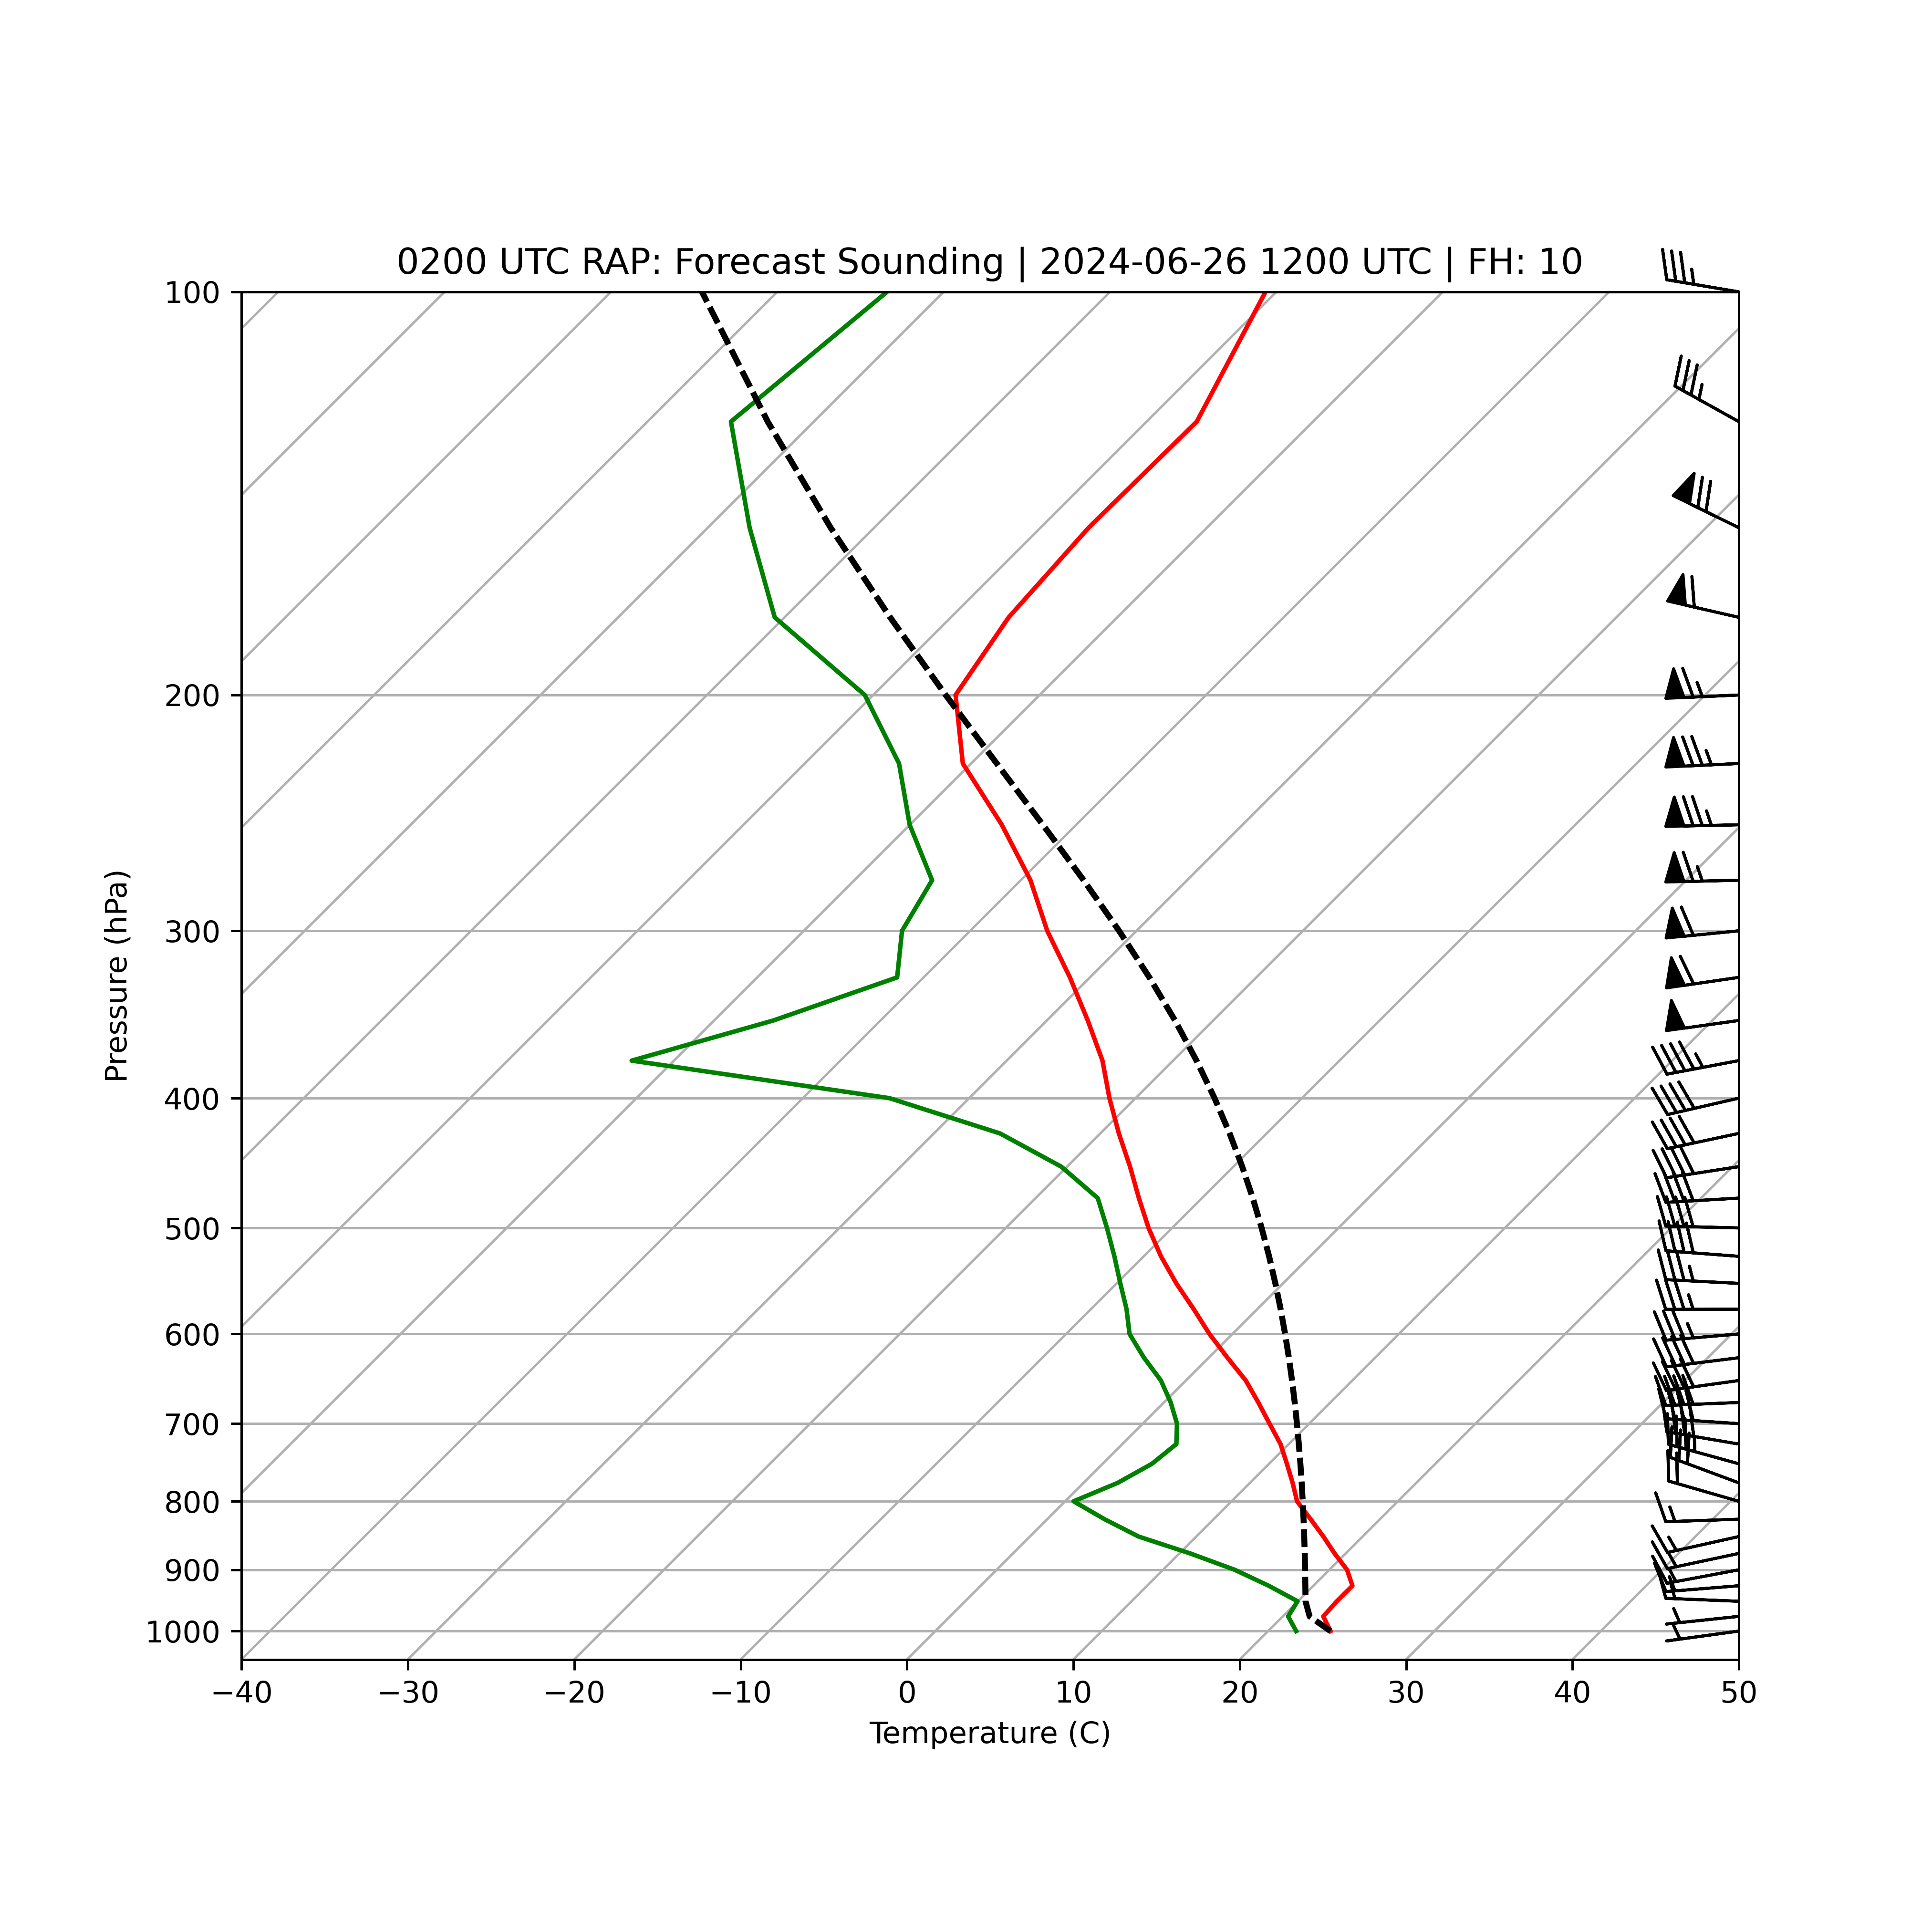 0200 UTC RAP: Forecast Sounding | 2024-06-26 1200 UTC | FH: 10
100
200
300
400
500
600
700
800
900
1000
Pressure (hPa)
−40 −30 −20 −10 0 10 20 30 40 50
Temperature (C)